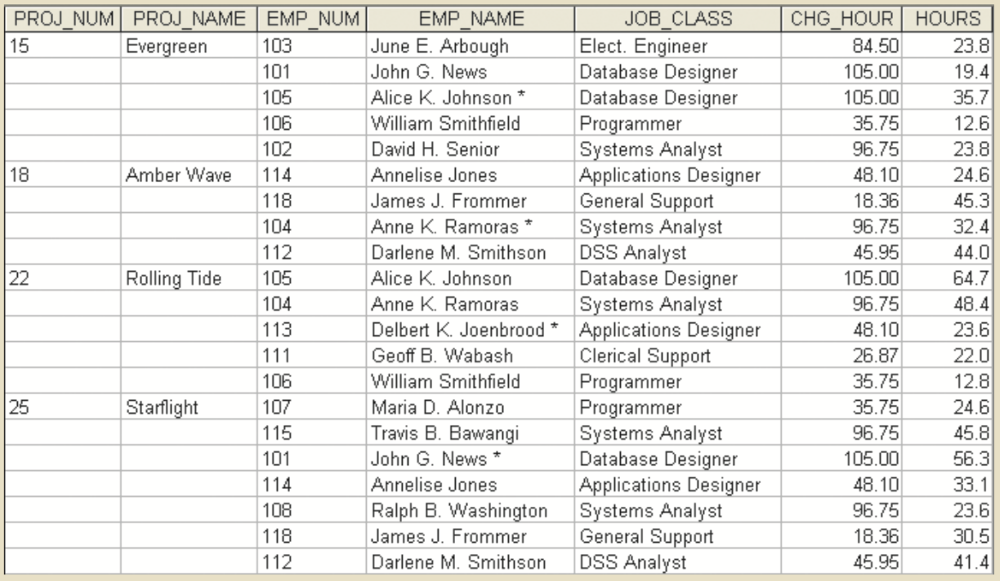 PROJ_NUM PROJ_NAME EMP_NUM EMP_NAME JOB_CLASS CHG_HOUR HOURS
15 Evergreen 103 June E. Arbough Elect. Engineer 84.50 23.8
101 John G. News Database Designer 105.00 19.4
105 Alice K. Johnson * Database Designer 105.00 35.7
106 William Smithfield Programmer 35.75 12.6
102 David H. Senior Systems Analyst 96.75 23.8
18 Amber Wave 114 Annelise Jones Applications Designer 48.10 24.6
118 James J. Frommer General Support 18.36 45.3
104 Anne K. Ramoras * Systems Analyst 96.75 32.4
112 Darlene M. Smithson DSS Analyst 45.95 44.0
22 Rolling Tide 105 Alice K. Johnson Database Designer 105.00 64.7
104 Anne K. Ramoras Systems Analyst 96.75 48.4
113 Delbert K. Joenbrood * Applications Designer 48.10 23.6
111 Geoff B. Wabash Clerical Support 26.87 22.0
106 William Smithfield Programmer 35.75 12.8
25 Starflight 107 Maria D. Alonzo Programmer 35.75 24.6
115 Travis B. Bawangi Systems Analyst 96.75 45.8
101 John G. News * Database Designer 105.00 56.3
114 Annelise Jones Applications Designer 48.10 33.1
108 Ralph B. Washington Systems Analyst 96.75 23.6
118 James J. Frommer General Support 18.36 30.5
112 Darlene M. Smithson DSS Analyst 45.95 41.4